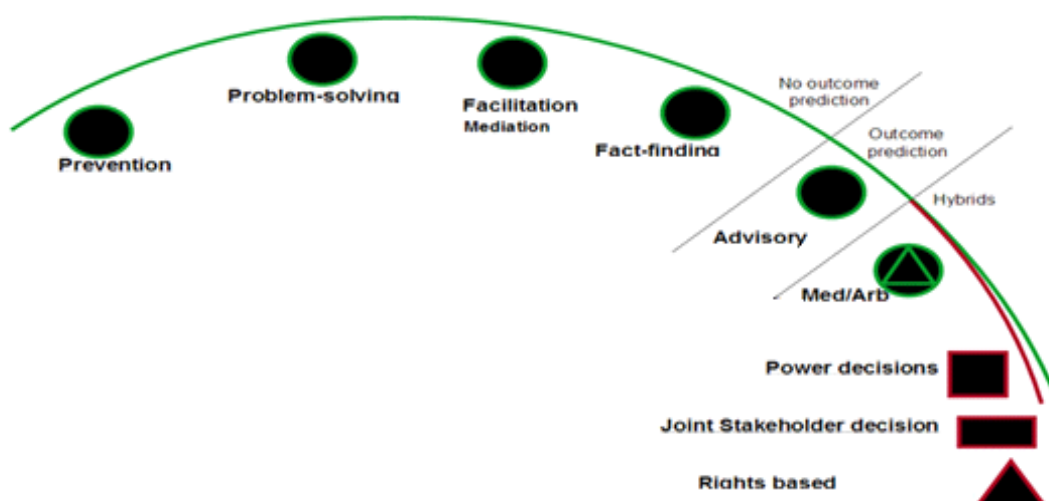 Problem-solving
Facilitation
Mediation
Prevention
Fact-finding
No outcome
prediction
Outcome
prediction
Hybrids
Advisory
Med/Arb
Power decisions
Joint Stakeholder decision
Rights based